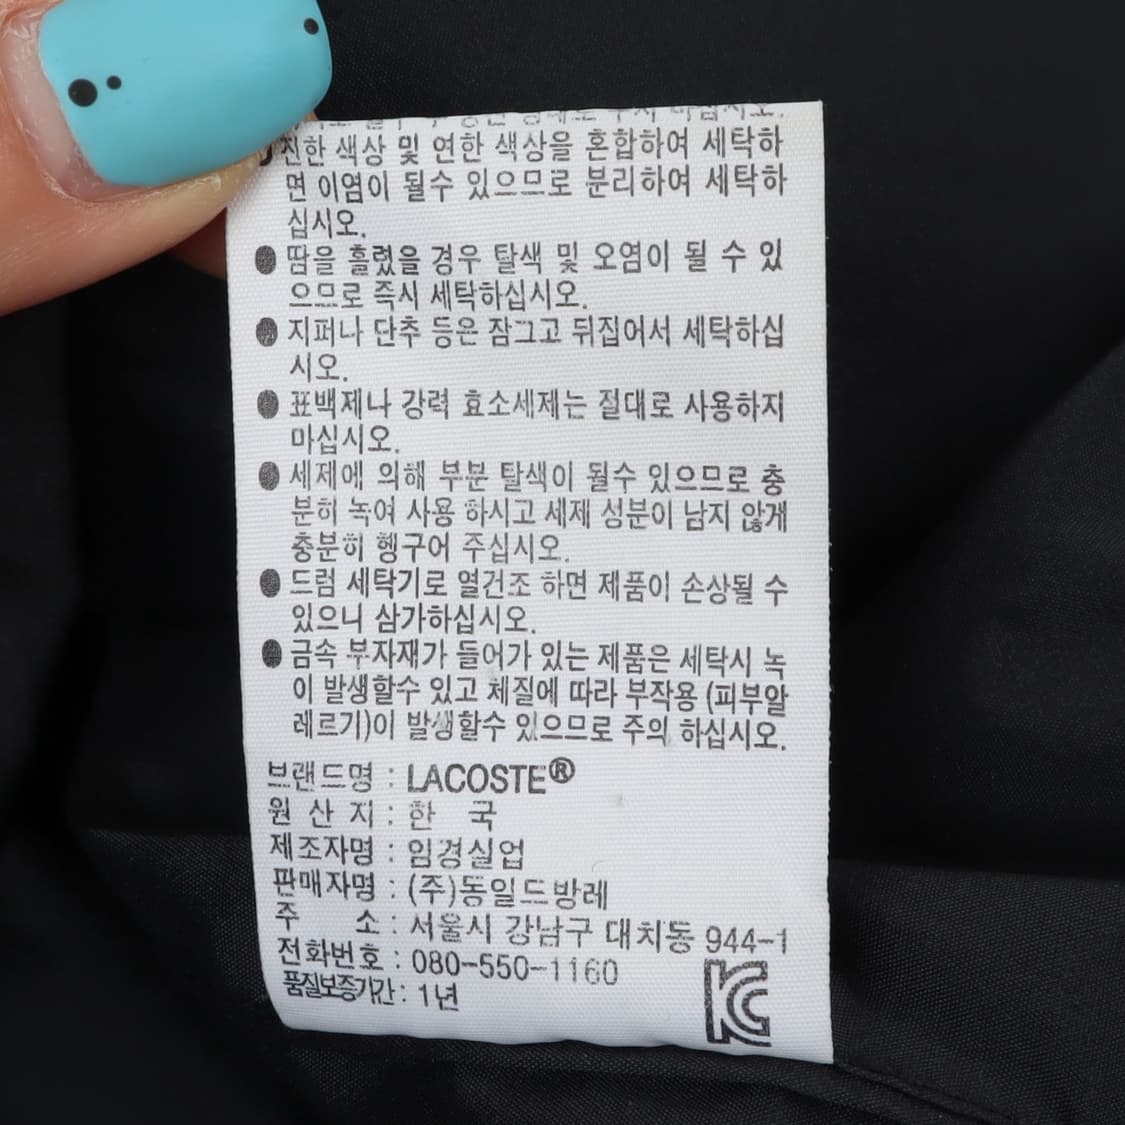 진한 색상 및 연한 색상을 혼합하여 세탁하
면 이염이 될수 있으므로 분리하여 세탁하
십시오.
● 땀을 흘렸을 경우 탈색 및 오염이 될 수 있
으므로 즉시 세탁하십시오.
● 지퍼나 단추 등은 잠그고 뒤집어서 세탁하십
시오.
● 표백제나 강력 효소세제는 절대로 사용하지
마십시오.
● 세제에 의해 부분 탈색이 될수 있으므로 충
분히 녹여 사용 하시고 세제 성분이 남지 않게
충분히 헹구어 주십시오.
● 드럼 세탁기로 열건조 하면 제품이 손상될 수
있으니 삼가하십시오.
● 금속 부자재가 들어가 있는 제품은 세탁시 녹
이 발생할수 있고 체질에 따라 부작용 (피부알
레르기)이 발생할수 있으므로 주의 하십시오.
브랜드명 : LACOSTE®
원 산 지 : 한 국
제조자명 : 임경실업
판매자명 : (주)동일드방레
주 소 : 서울시 강남구 대치동 944-1
전화번호 : 080-550-1160
품질보증기간 : 1년
KC